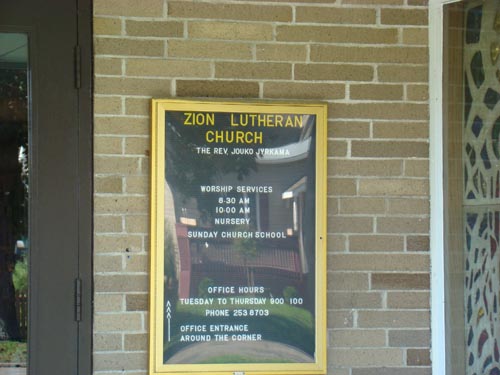 ZION LUTHERAN
CHURCH
THE REV. JOUKO JYRKAMA
WORSHIP SERVICES
8·30 AM
10·00 AM
NURSERY
SUNDAY CHURCH SCHOOL
OFFICE HOURS
TUESDAY TO THURSDAY 900 100
PHONE 253 8703
OFFICE ENTRANCE
AROUND THE CORNER